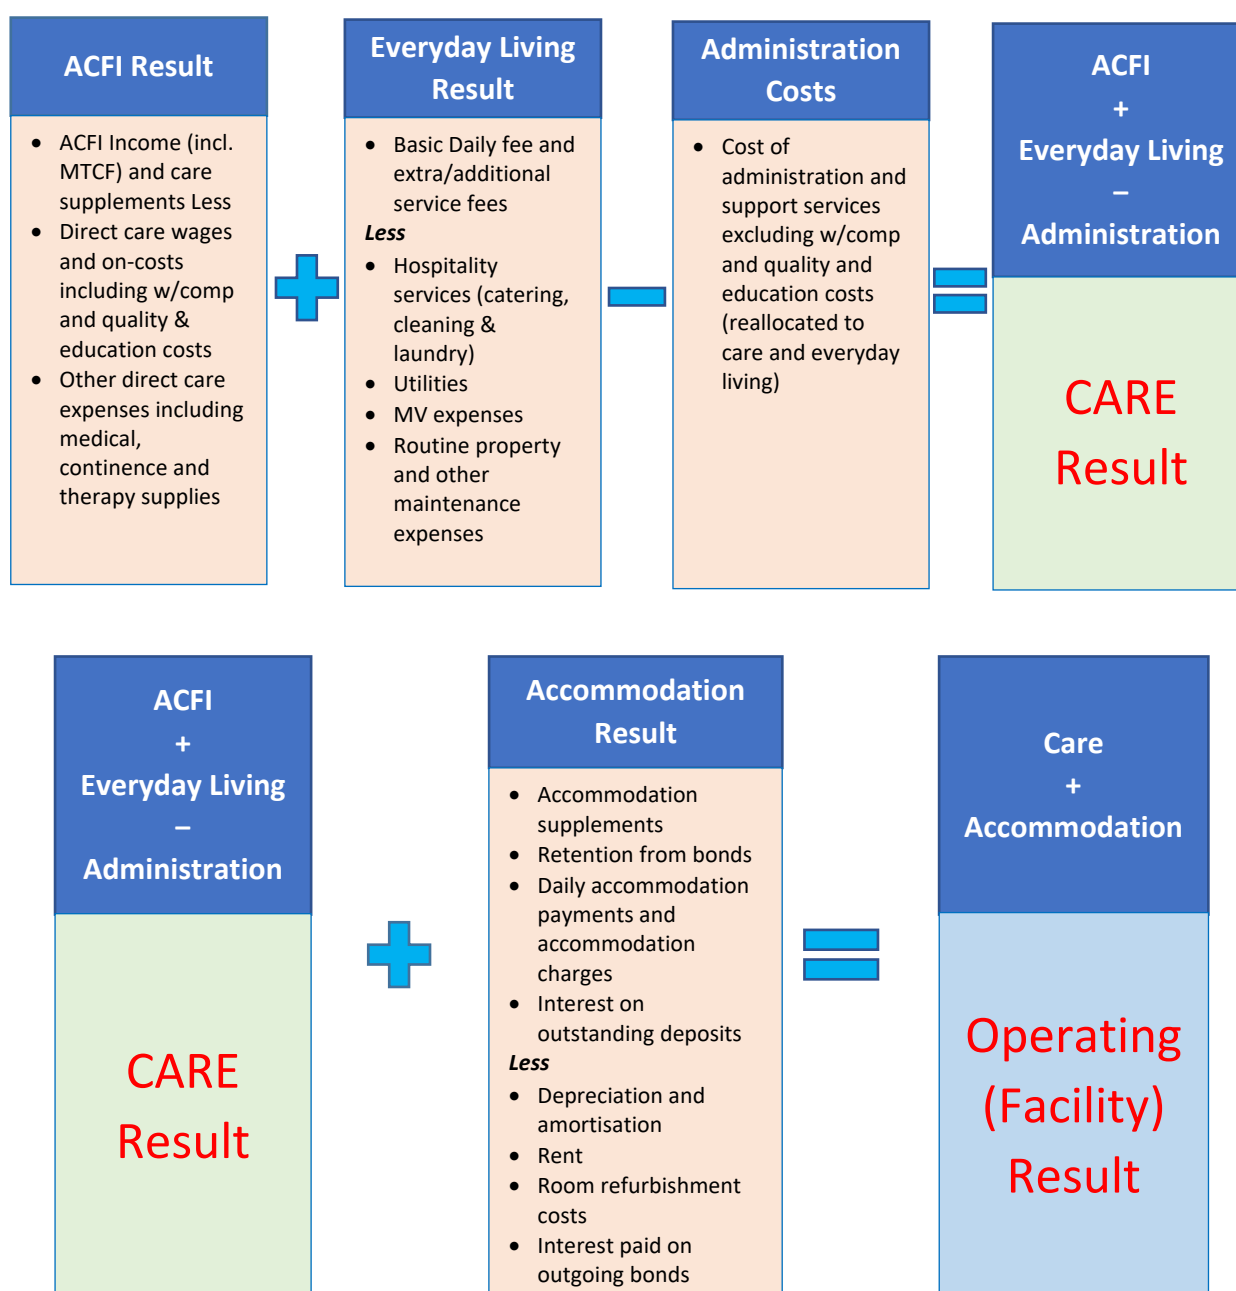 ACFI Result
• ACFI Income (incl.
MTCF) and care
supplements Less
• Direct care wages
and on-costs
including w/comp
and quality &
education costs
• Other direct care
expenses including
medical,
continence and
therapy supplies
Everyday Living
Result
• Basic Daily fee and
extra/additional
service fees
Less
• Hospitality
services (catering,
cleaning &
laundry)
• Utilities
• MV expenses
• Routine property
and other
maintenance
expenses
Administration
Costs
• Cost of
administration and
support services
excluding w/comp
and quality and
education costs
(reallocated to
care and everyday
living)
ACFI
+
Everyday Living
–
Administration
CARE
Result
ACFI
+
Everyday Living
–
Administration
CARE
Result
Accommodation
Result
• Accommodation
supplements
• Retention from bonds
• Daily accommodation
payments and
accommodation
charges
• Interest on
outstanding deposits
Less
• Depreciation and
amortisation
• Rent
• Room refurbishment
costs
• Interest paid on
outgoing bonds
Care
+
Accommodation
Operating
(Facility)
Result